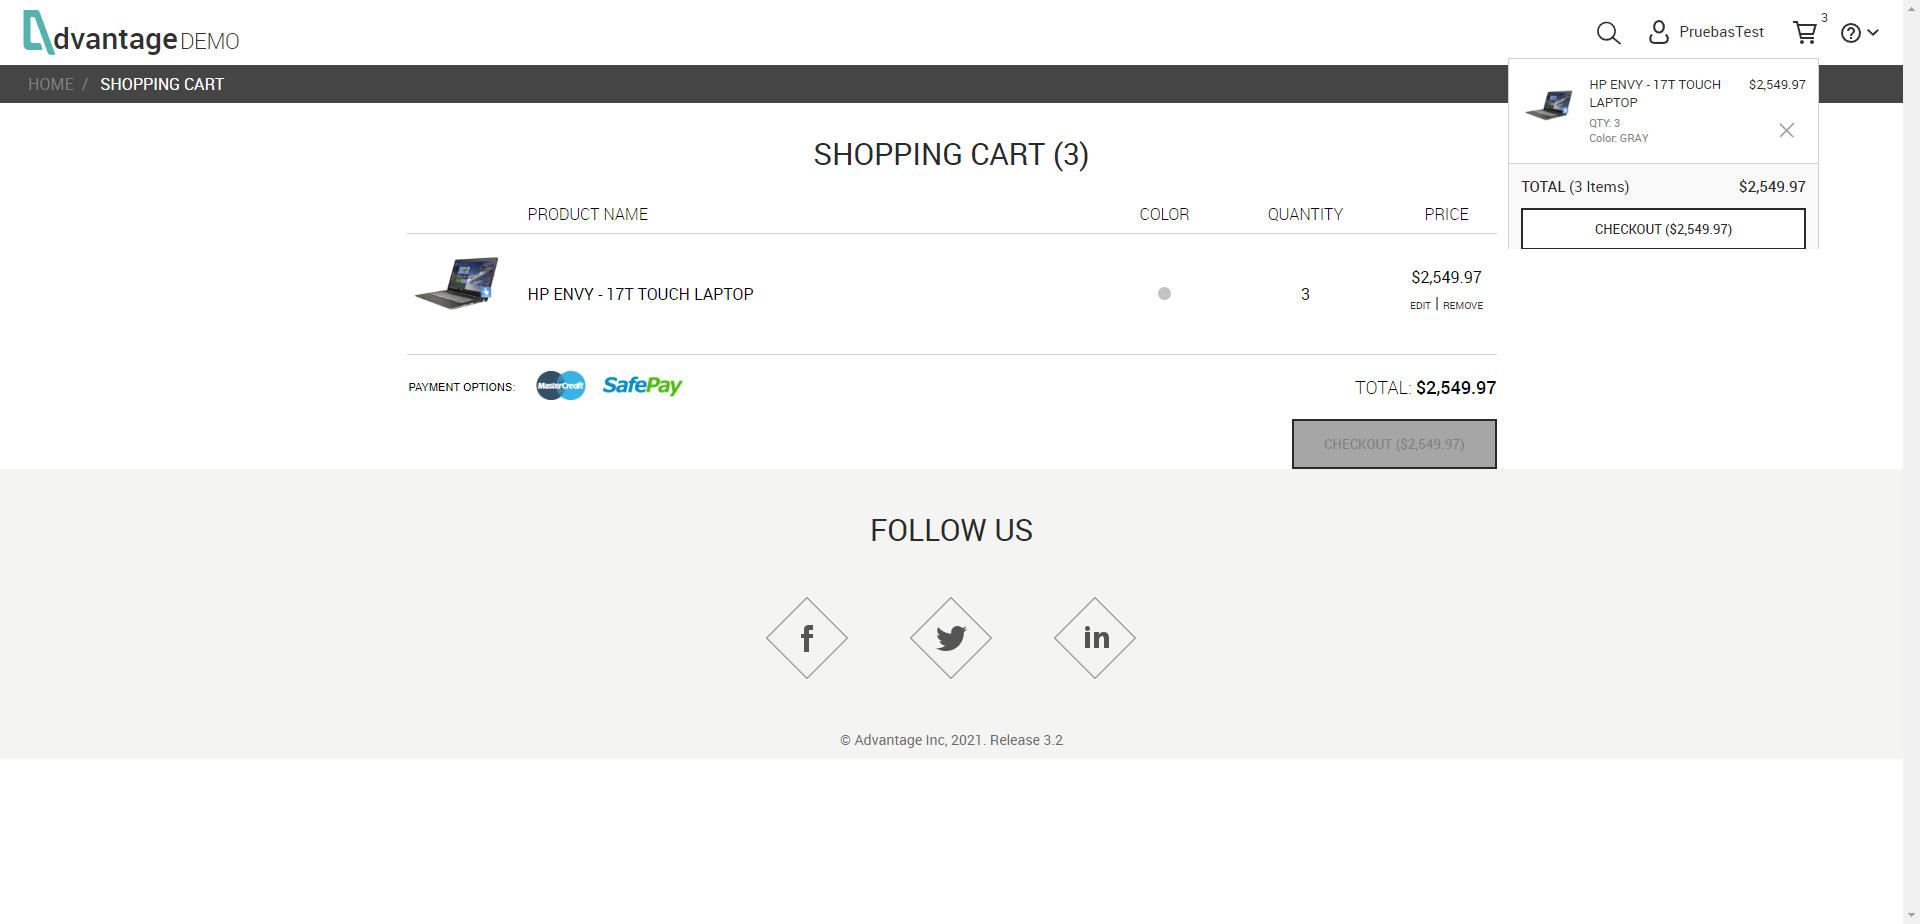 dvantage DEMO
PruebasTest
3
HOME / SHOPPING CART
HP ENVY - 17T TOUCH LAPTOP $2,549.97
QTY: 3
Color: GRAY
TOTAL (3 Items) $2,549.97
CHECKOUT ($2,549.97)
SHOPPING CART (3)
PRODUCT NAME COLOR QUANTITY PRICE
HP ENVY - 17T TOUCH LAPTOP 3 $2,549.97
EDIT | REMOVE
PAYMENT OPTIONS: MasterCredit SafePay TOTAL: $2,549.97
CHECKOUT ($2,549.97)
FOLLOW US
f in
© Advantage Inc, 2021. Release 3.2